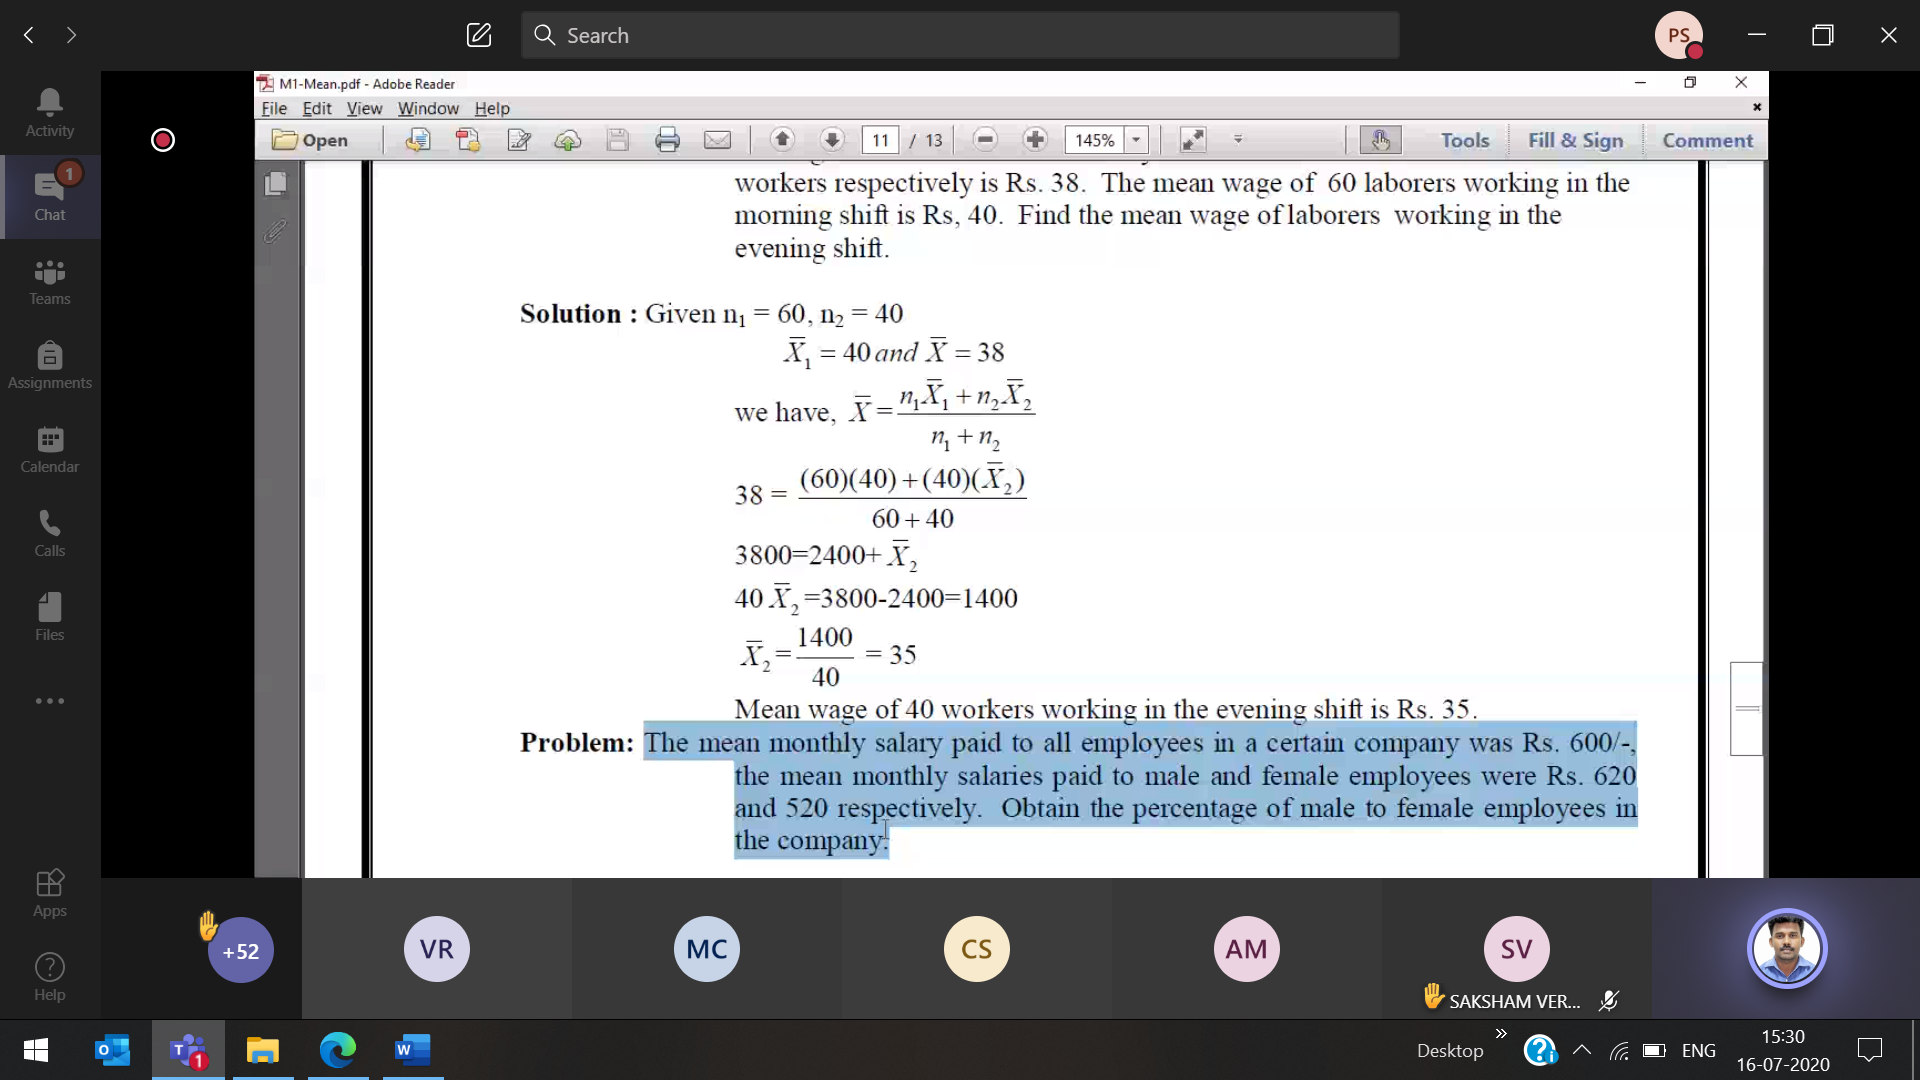 Search
PS
M1-Mean.pdf - Adobe Reader
File Edit View Window Help
Open 11 / 13 145% Tools Fill & Sign Comment
Activity
1
Chat
Teams
Assignments
Calendar
Calls
Files
Apps
Help
workers respectively is Rs. 38. The mean wage of 60 laborers working in the
morning shift is Rs, 40. Find the mean wage of laborers working in the
evening shift.
Solution : Given n₁ = 60, n₂ = 40
X̅₁ = 40 and X̅ = 38
we have, X̅ = (n₁X̅₁ + n₂X̅₂) / (n₁ + n₂)
38 = ((60)(40) + (40)(X̅₂)) / (60 + 40)
3800=2400+ X̅₂
40 X̅₂ =3800-2400=1400
X̅₂ = 1400 / 40 = 35
Mean wage of 40 workers working in the evening shift is Rs. 35.
Problem: The mean monthly salary paid to all employees in a certain company was Rs. 600/-,
the mean monthly salaries paid to male and female employees were Rs. 620
and 520 respectively. Obtain the percentage of male to female employees in
the company.
+52
VR
MC
CS
AM
SV
SAKSHAM VER...
Desktop
ENG
15:30
16-07-2020